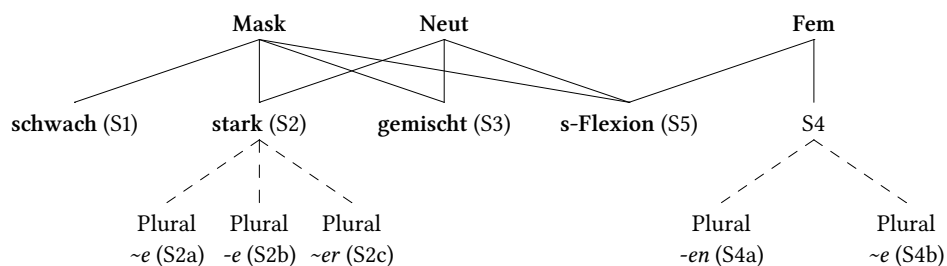 Mask Neut Fem
schwach (S1) stark (S2) gemischt (S3) s-Flexion (S5) S4
Plural Plural Plural Plural Plural
~e (S2a) -e (S2b) ~er (S2c) -en (S4a) ~e (S4b)